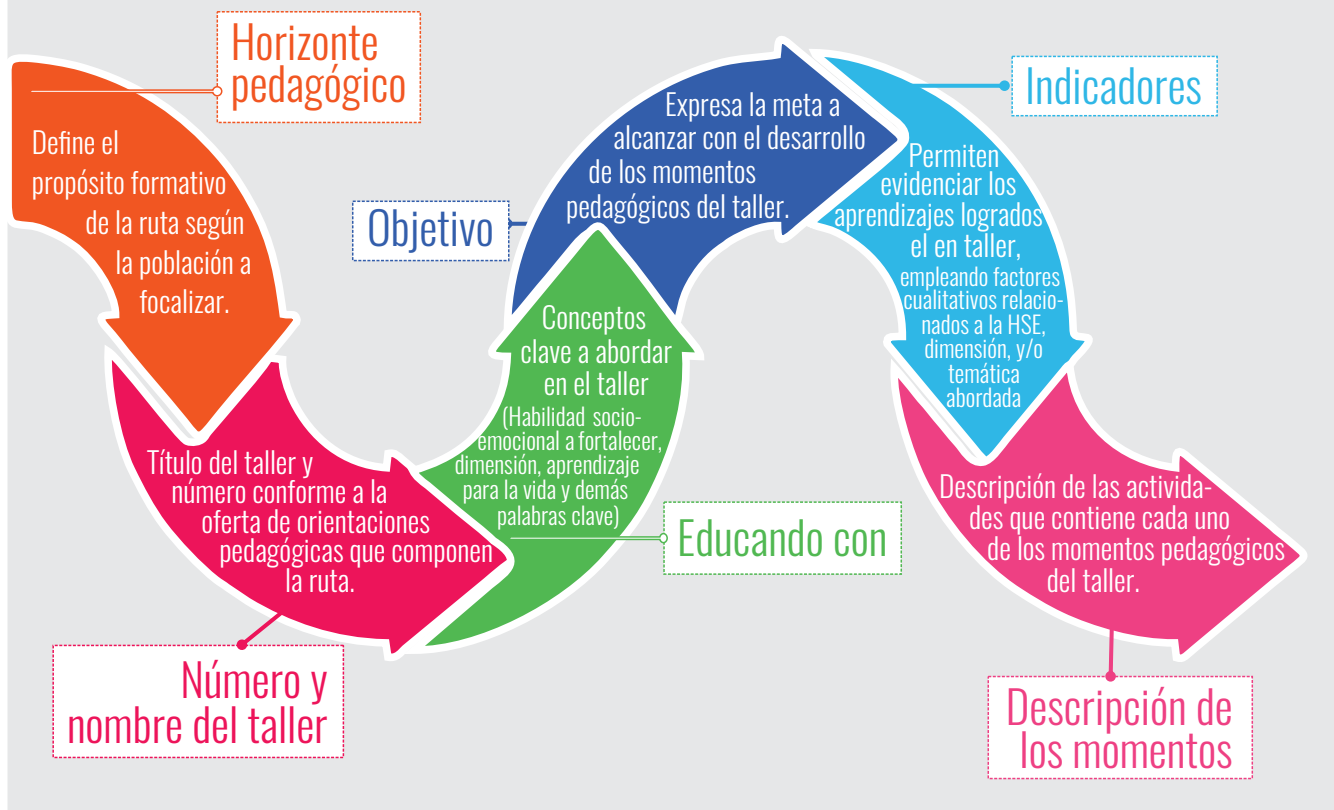 Horizonte
pedagógico
Define el
propósito formativo
de la ruta según
la población a
focalizar.
Título del taller y
número conforme a la
oferta de orientaciones
pedagógicas que componen
la ruta.
Número y
nombre del taller
Conceptos
clave a abordar
en el taller
(Habilidad socio-
emocional a fortalecer,
dimensión, aprendizaje
para la vida y demás
palabras clave)
Educando con
Objetivo
Expresa la meta a
alcanzar con el desarrollo
de los momentos
pedagógicos del taller.
Indicadores
Permiten
evidenciar los
aprendizajes logrados
el en taller,
empleando factores
cualitativos relacio-
nados a la HSE,
dimensión, y/o
temática
abordada
Descripción de las activida-
des que contiene cada uno
de los momentos pedagógicos
del taller.
Descripción de
los momentos